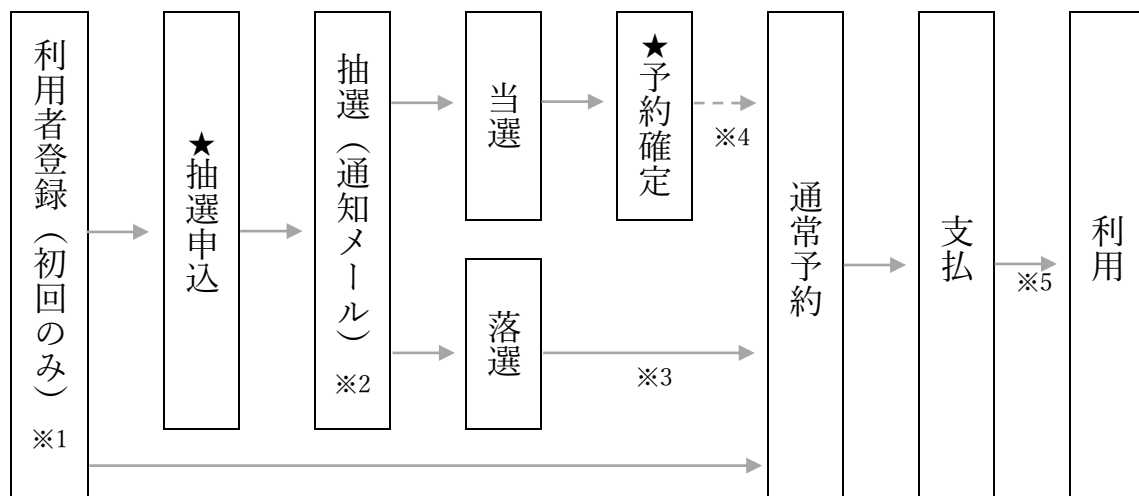 利用者登録（初回のみ）※1
★抽選申込
抽選（通知メール）※2
当選
★予約確定
※4
落選
※3
通常予約
支払
※5
利用